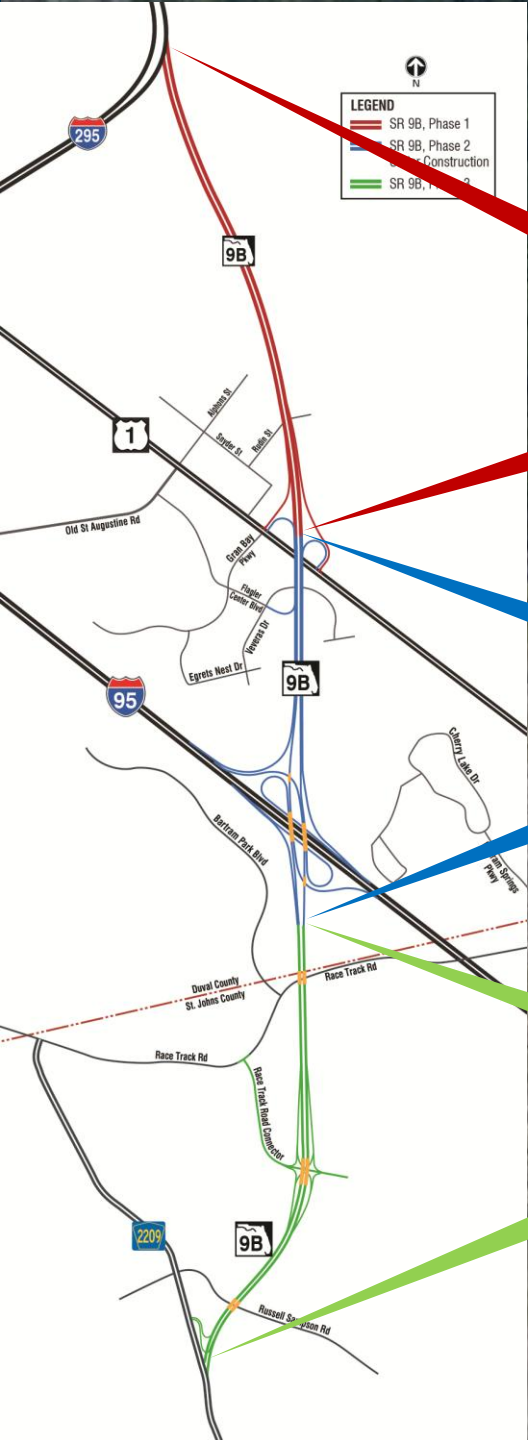 N
LEGEND
SR 9B, Phase 1
SR 9B, Phase 2
Construction
SR 9B,
295
9B
Alphons St
1
Snyder St
Rudin St
Old St Augustine Rd
Gran Bay
Pkwy
Flagler
Center Blvd
Veveras Dr
Egrets Nest Dr
9B
95
Cherry Lake Dr
Bartram Park Blvd
Springs
Pkwy
Duval County
St. Johns County
Race Track Rd
Race Track Rd
Race Track Road Connector
2209
9B
Russell Sampson Rd